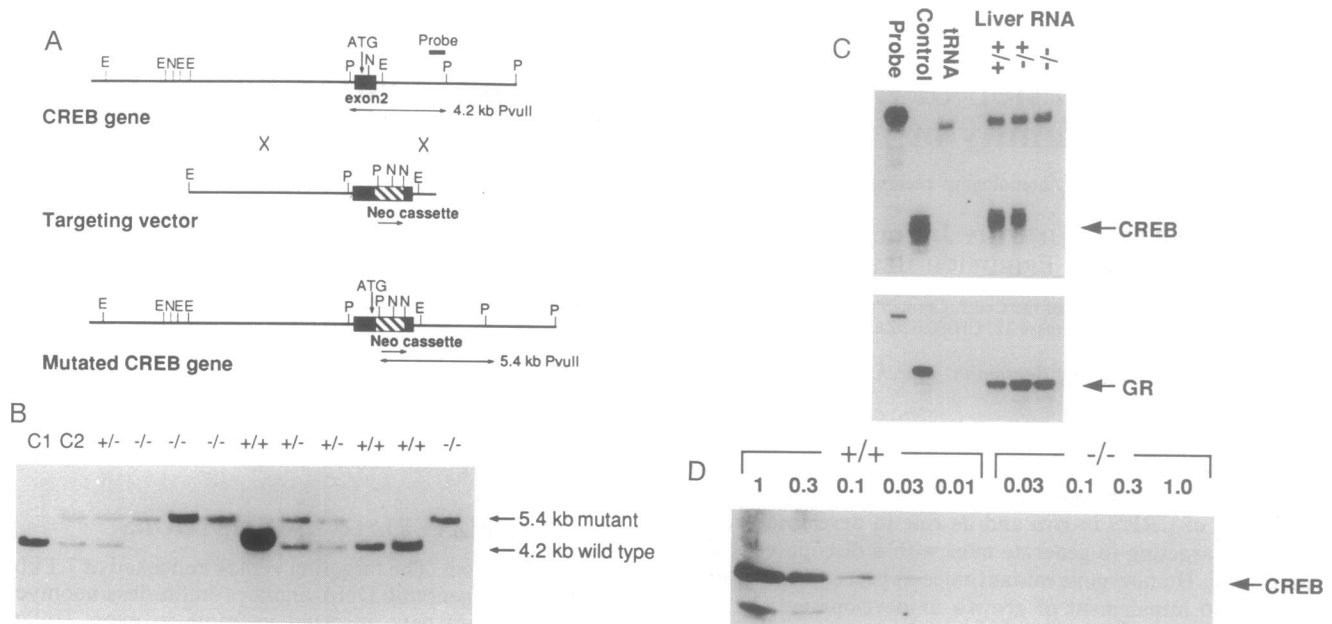 A
ATG
Probe
E ENEE P N E P P
exon2
4.2 kb PvuII
CREB gene
X X
E P P N N E
Neo cassette
Targeting vector
ATG
E ENEE P P N N E P P
Neo cassette
5.4 kb PvuII
Mutated CREB gene
B
C1 C2 +/- -/- -/- -/- +/+ +/- +/- +/+ +/+ -/-
5.4 kb mutant
4.2 kb wild type
C
Liver RNA
Probe Control tRNA +/+ +/- -/-
CREB
GR
D
+/+ -/-
1 0.3 0.1 0.03 0.01 0.03 0.1 0.3 1.0
CREB